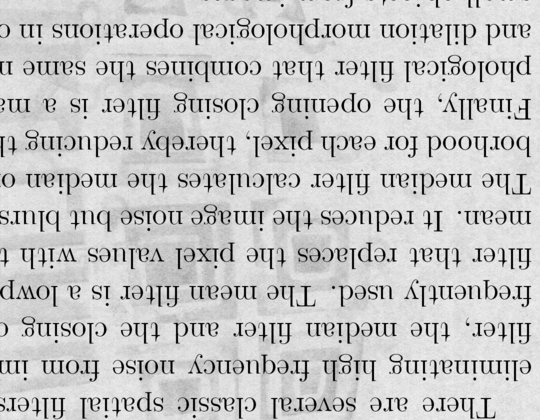 There are several classic spatial filters
eliminating high frequency noise from im
filter, the median filter and the closing o
frequently used. The mean filter is a lowp
filter that replaces the pixel values with t
mean. It reduces the image noise but blurs
The median filter calculates the median o
borhood for each pixel, thereby reducing th
Finally, the opening closing filter is a ma
phological filter that combines the same n
and dilation morphological operations in o